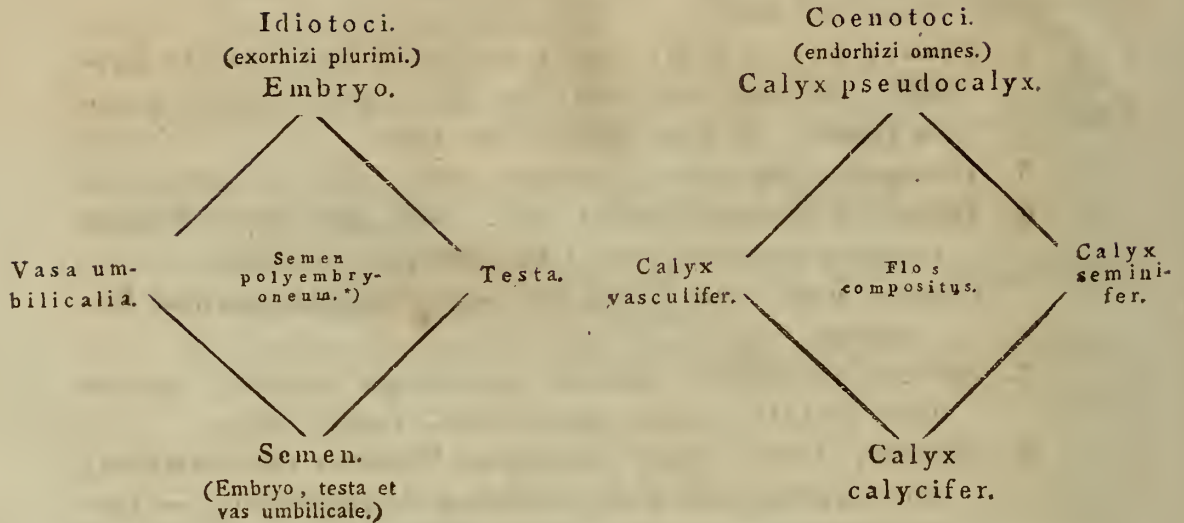 Idiotoci.
(exorhizi plurimi.)
Embryo.
Vasa um-
bilicalia.
Semen
polyembry-
oneum.*)
Testa.
Semen.
(Embryo, testa et
vas umbilicale.)
Coenotoci.
(endorhizi omnes.)
Calyx pseudocalyx.
Calyx
vasculifer.
Flos
compositus.
Calyx
semini-
fer.
Calyx
calycifer.